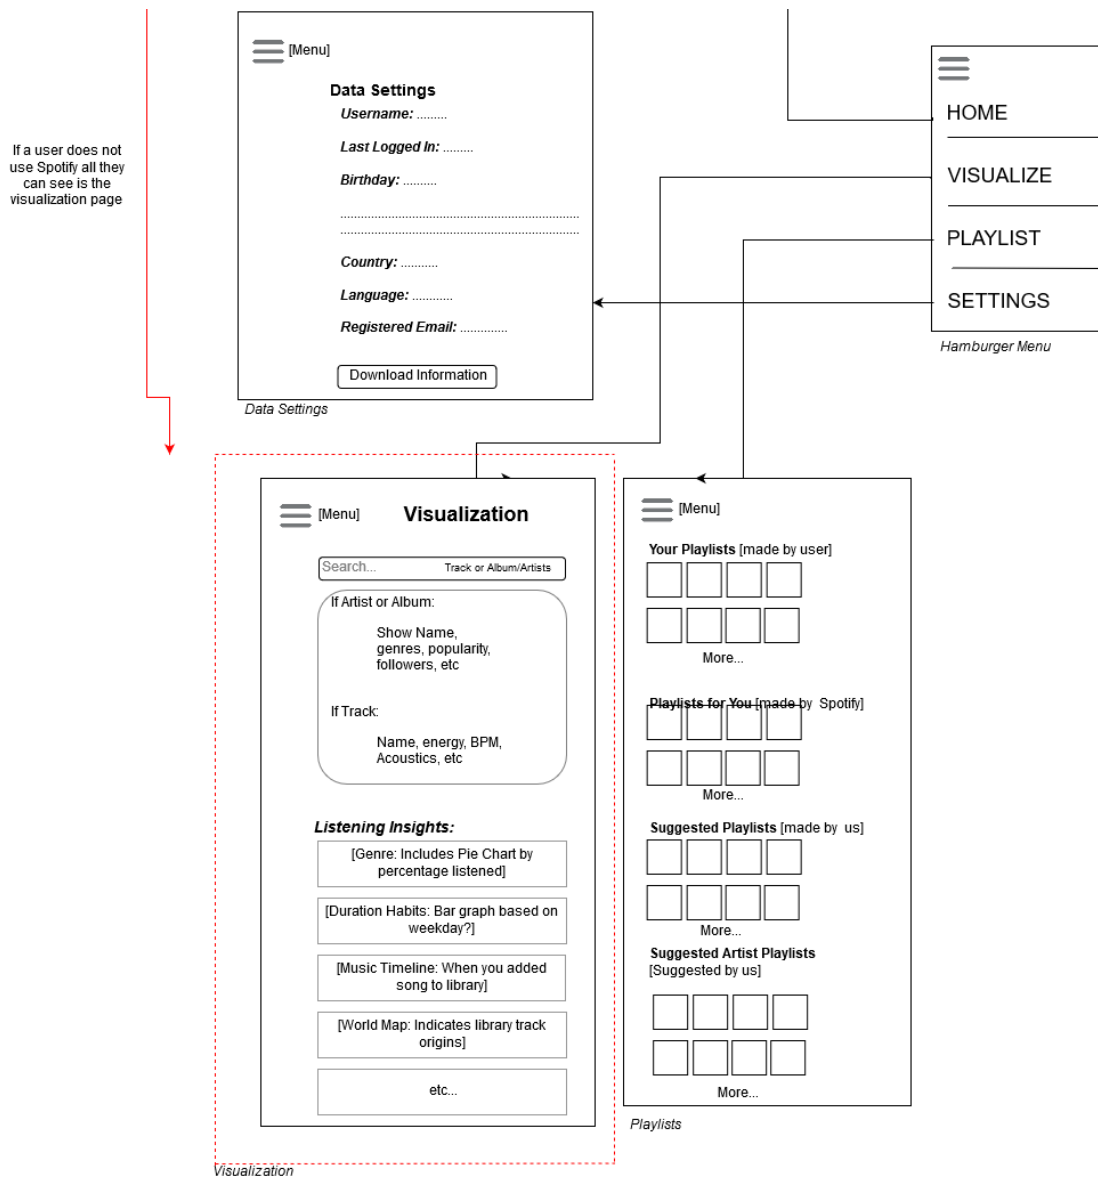 [Menu]
Data Settings
Username: .........
Last Logged In: .........
Birthday: ..........
................................................................................
................................................................................
Country: ...........
Language: ............
Registered Email: ..............
Download Information
Data Settings
If a user does not
use Spotify all they
can see is the
visualization page
HOME
VISUALIZE
PLAYLIST
SETTINGS
Hamburger Menu
[Menu]
Visualization
Search...
Track or Album/Artists
If Artist or Album:
Show Name,
genres, popularity,
followers, etc
If Track:
Name, energy, BPM,
Acoustics, etc
Listening Insights:
[Genre: Includes Pie Chart by
percentage listened]
[Duration Habits: Bar graph based on
weekday?]
[Music Timeline: When you added
song to library]
[World Map: Indicates library track
origins]
etc...
Visualization
[Menu]
Your Playlists [made by user]
More...
Playlists for You [made by Spotify]
More...
Suggested Playlists [made by us]
More...
Suggested Artist Playlists
[Suggested by us]
More...
Playlists